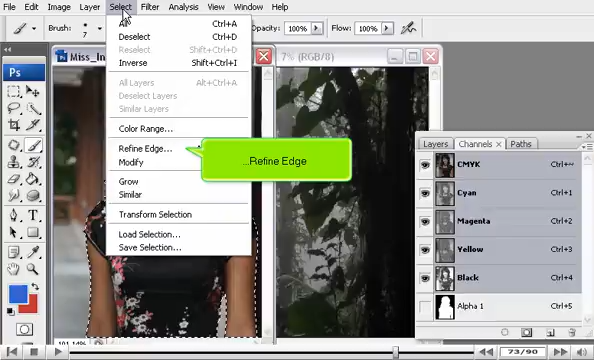 File Edit Image Layer Select Filter Analysis View Window Help
Brush: 7 Opacity: 100% Flow: 100%
All Ctrl+A
Deselect Ctrl+D
Reselect Shift+Ctrl+D
Inverse Shift+Ctrl+I
All Layers Alt+Ctrl+A
Deselect Layers
Similar Layers
Color Range...
Refine Edge...
Modify
Grow
Similar
Transform Selection
Load Selection...
Save Selection...
...Refine Edge
Ps
Miss_In
7% (RGB/8)
Layers Channels × Paths
CMYK Ctrl+~
Cyan Ctrl+1
Magenta Ctrl+2
Yellow Ctrl+3
Black Ctrl+4
Alpha 1 Ctrl+5
73/90